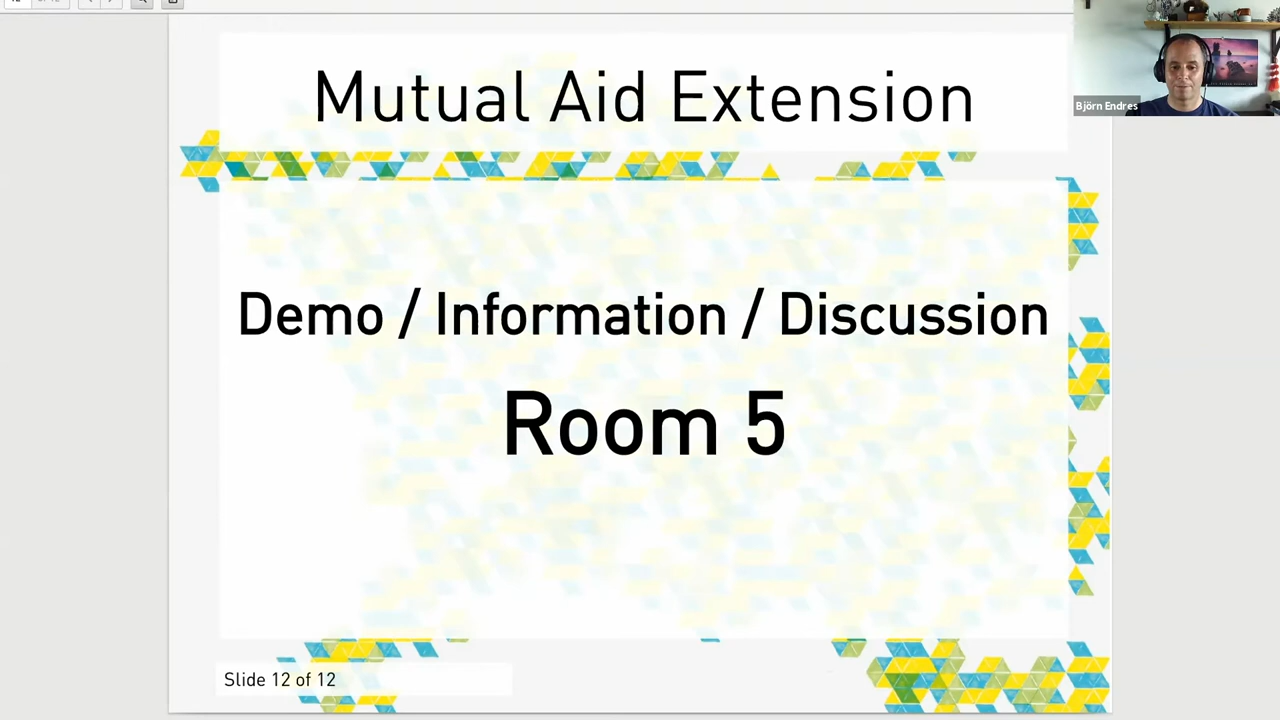 Mutual Aid Extension
Björn Endres
Demo / Information / Discussion
Room 5
Slide 12 of 12